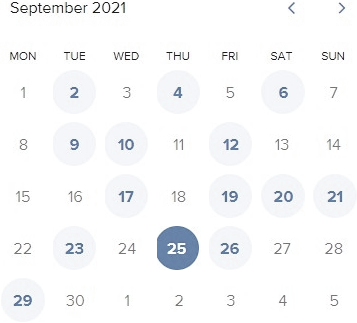 September 2021
MON TUE WED THU FRI SAT SUN
1 2 3 4 5 6 7
8 9 10 11 12 13 14
15 16 17 18 19 20 21
22 23 24 25 26 27 28
29 30 1 2 3 4 5